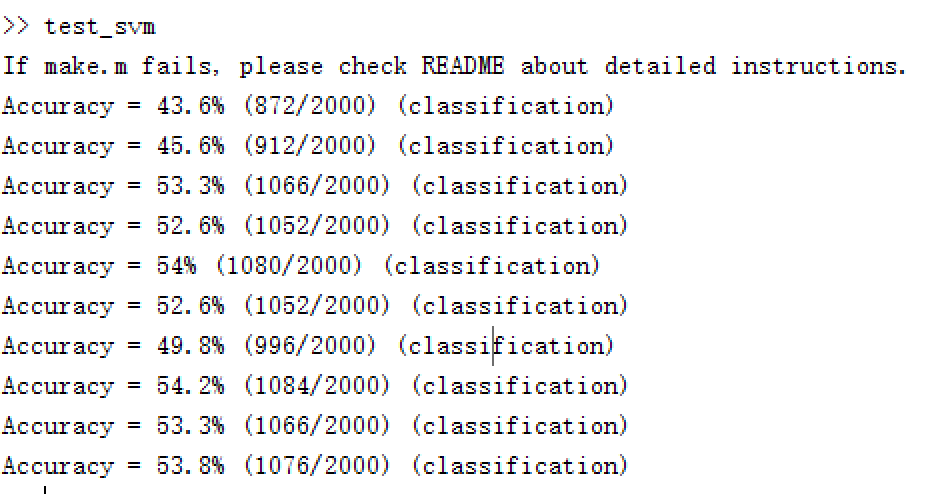 >> test_svm
If make.m fails, please check README about detailed instructions.
Accuracy = 43.6% (872/2000) (classification)
Accuracy = 45.6% (912/2000) (classification)
Accuracy = 53.3% (1066/2000) (classification)
Accuracy = 52.6% (1052/2000) (classification)
Accuracy = 54% (1080/2000) (classification)
Accuracy = 52.6% (1052/2000) (classification)
Accuracy = 49.8% (996/2000) (classification)
Accuracy = 54.2% (1084/2000) (classification)
Accuracy = 53.3% (1066/2000) (classification)
Accuracy = 53.8% (1076/2000) (classification)